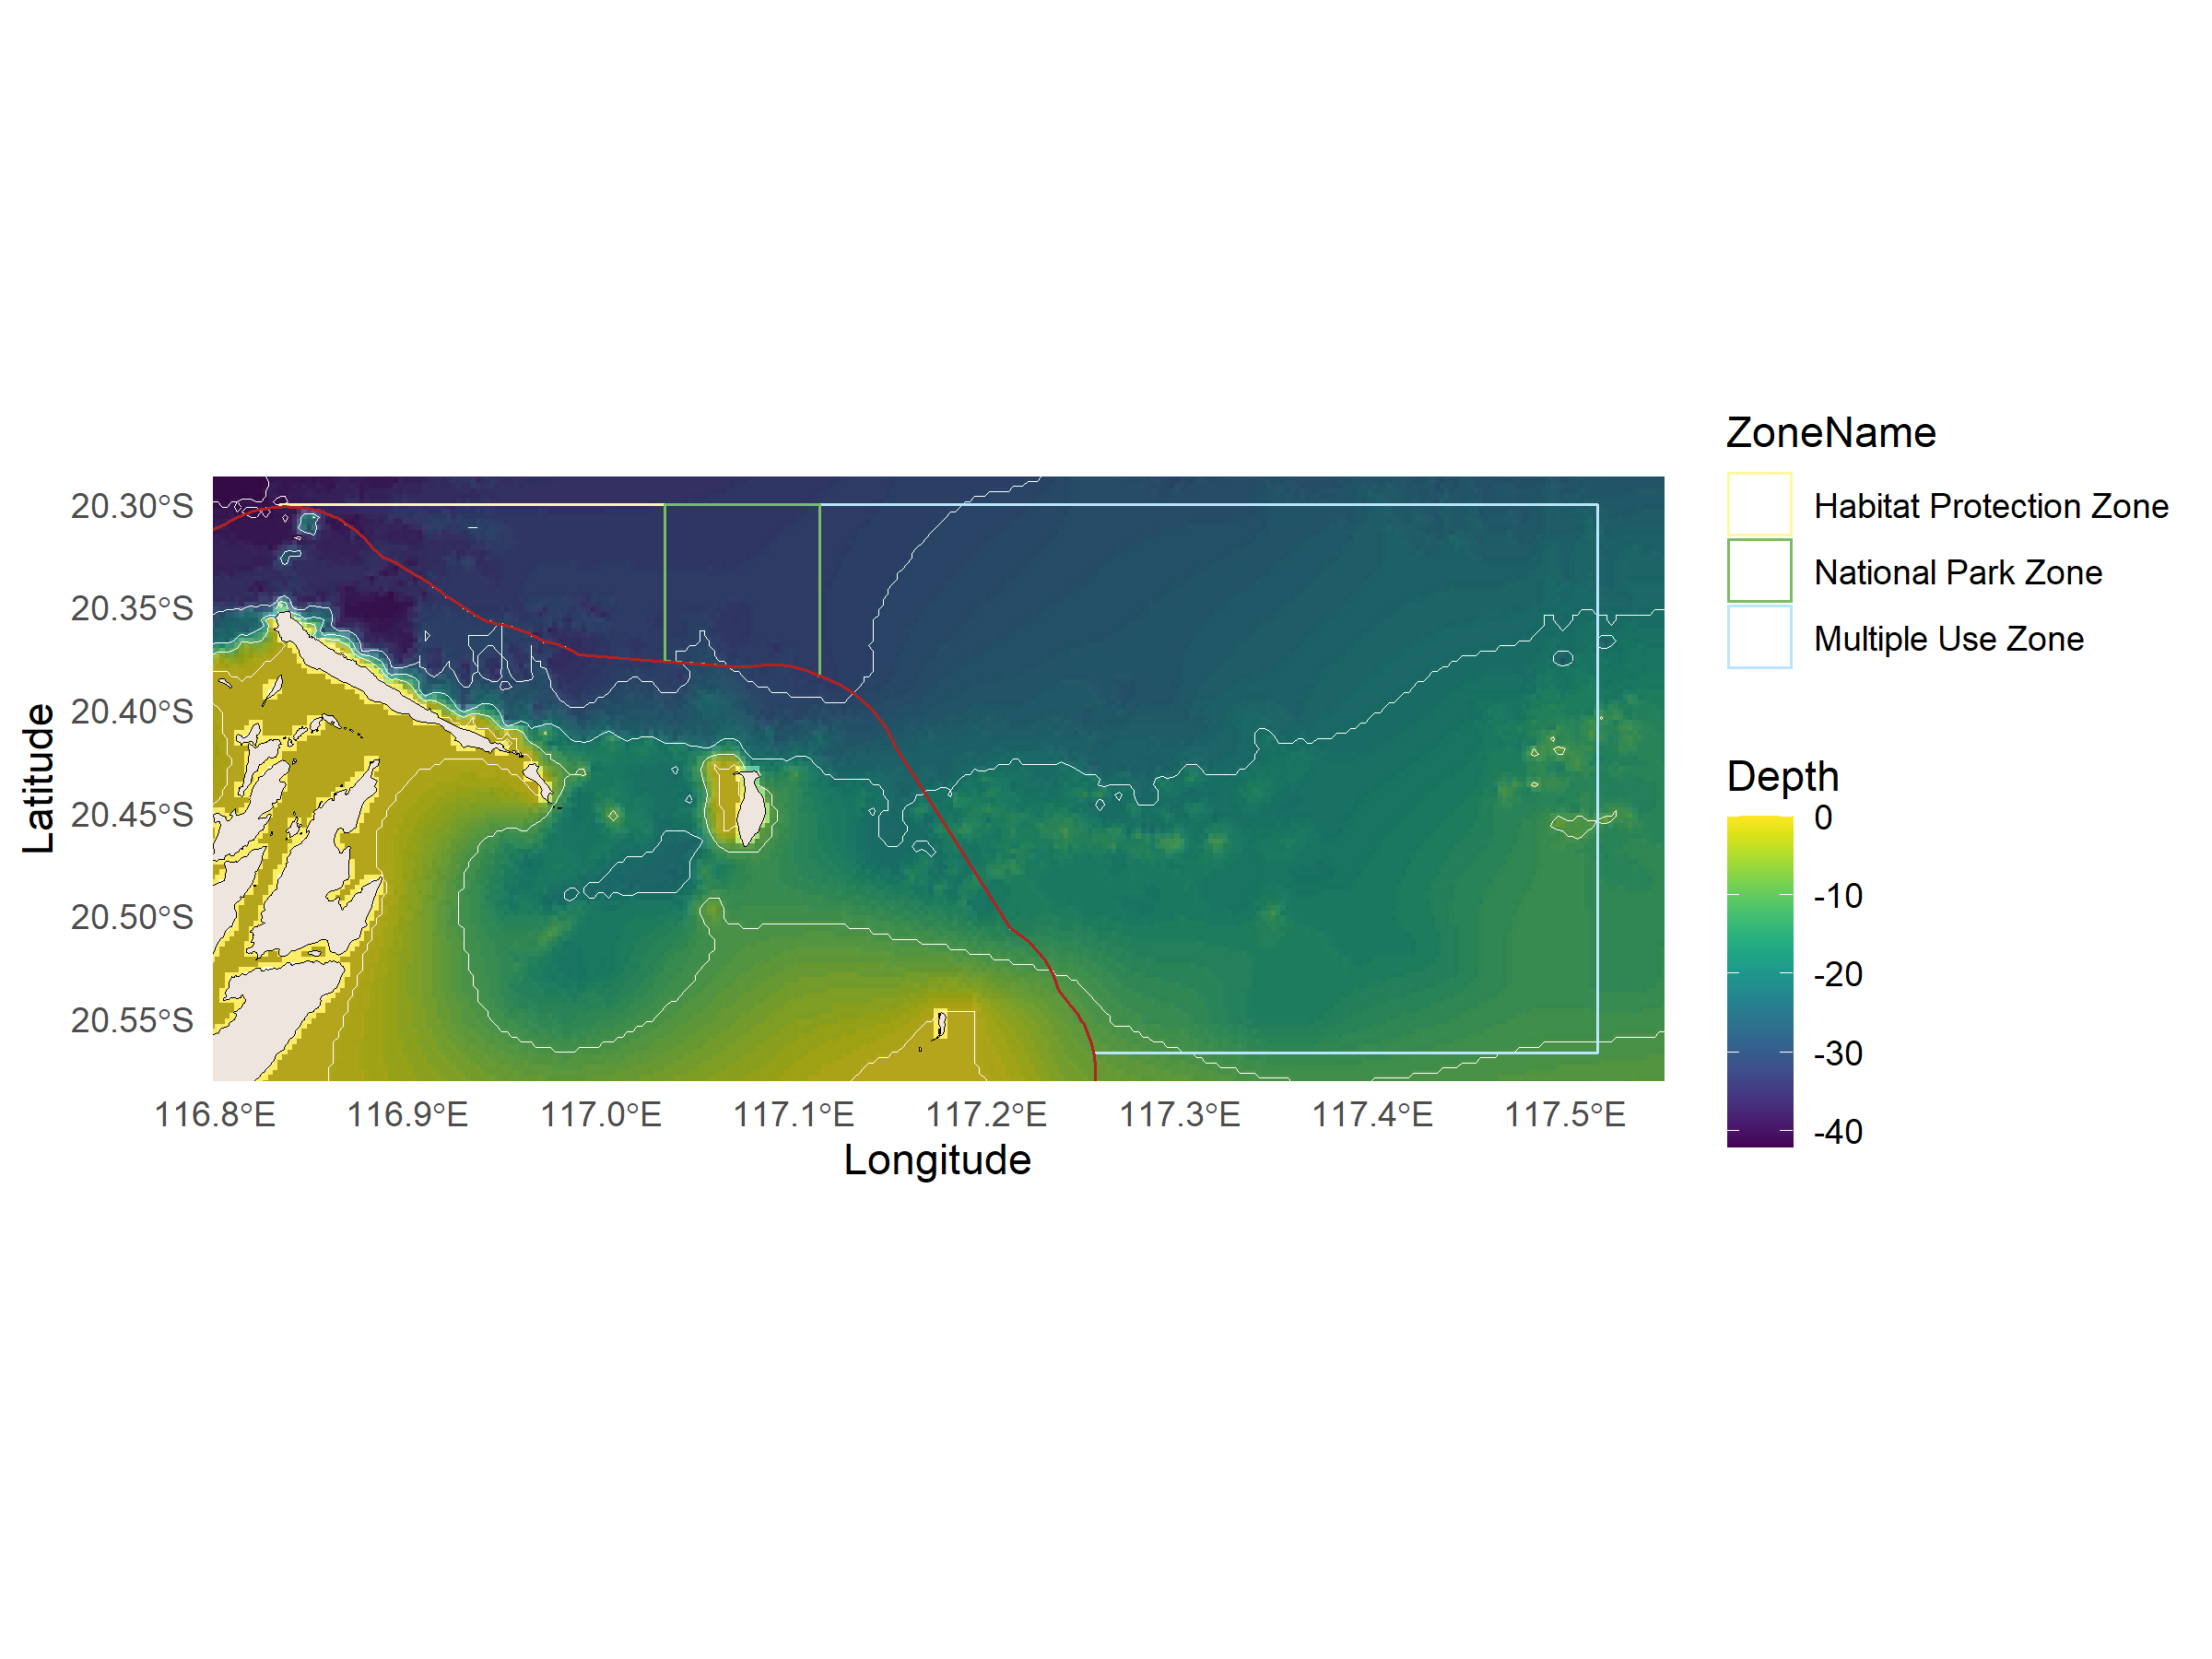 ZoneName
Habitat Protection Zone
National Park Zone
Multiple Use Zone
Depth
0
-10
-20
-30
-40
Latitude
20.30°S
20.35°S
20.40°S
20.45°S
20.50°S
20.55°S
116.8°E 116.9°E 117.0°E 117.1°E 117.2°E 117.3°E 117.4°E 117.5°E
Longitude